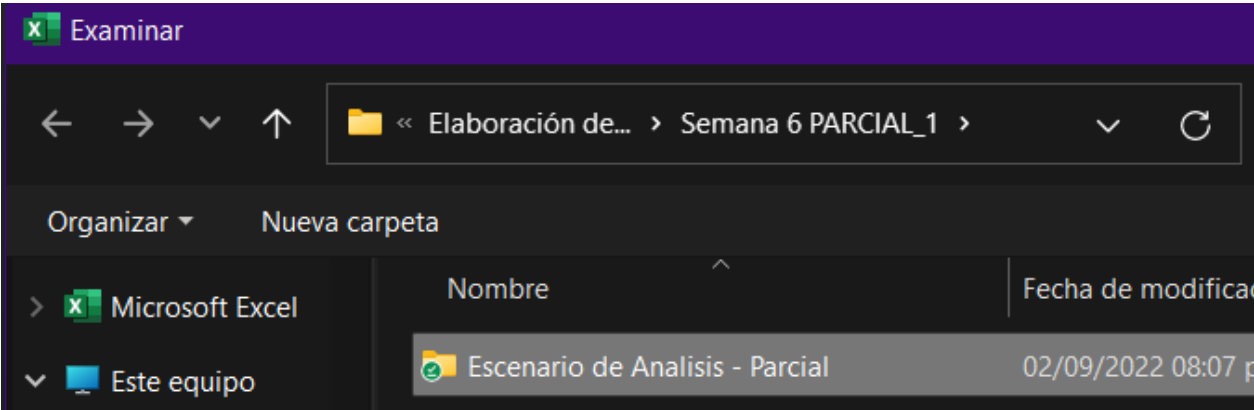 Examinar
« Elaboración de... > Semana 6 PARCIAL_1 >
Organizar Nueva carpeta
Nombre Fecha de modifica
Microsoft Excel
Escenario de Analisis - Parcial 02/09/2022 08:07 p
Este equipo